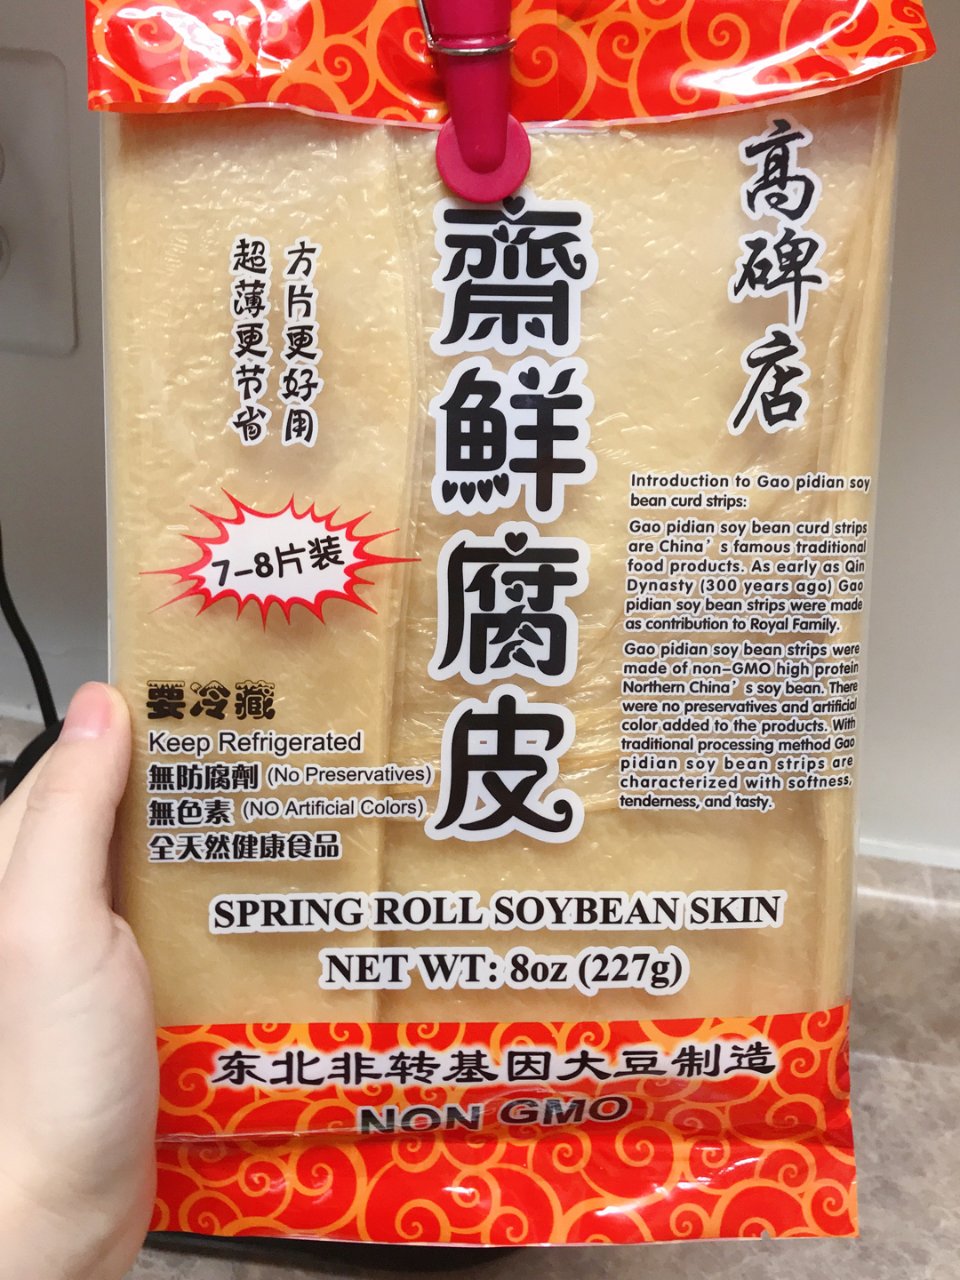 高碑店
齋鮮腐皮
方片更好用
超薄更节省
7-8片装
要冷藏
Keep Refrigerated
無防腐劑 (No Preservatives)
無色素 (NO Artificial Colors)
全天然健康食品
Introduction to Gao pidian soy
bean curd strips:
Gao pidian soy bean curd strips
are China's famous traditional
food products. As early as Qin
Dynasty (300 years ago) Gao
pidian soy bean strips were made
as contribution to Royal Family.
Gao pidian soy bean strips were
made of non-GMO high protein
Northern China's soy bean. There
were no preservatives and artificial
color added to the products. With
traditional processing method Gao
pidian soy bean strips are
characterized with softness,
tenderness, and tasty.
SPRING ROLL SOYBEAN SKIN
NET WT: 8oz (227g)
东北非转基因大豆制造
NON GMO